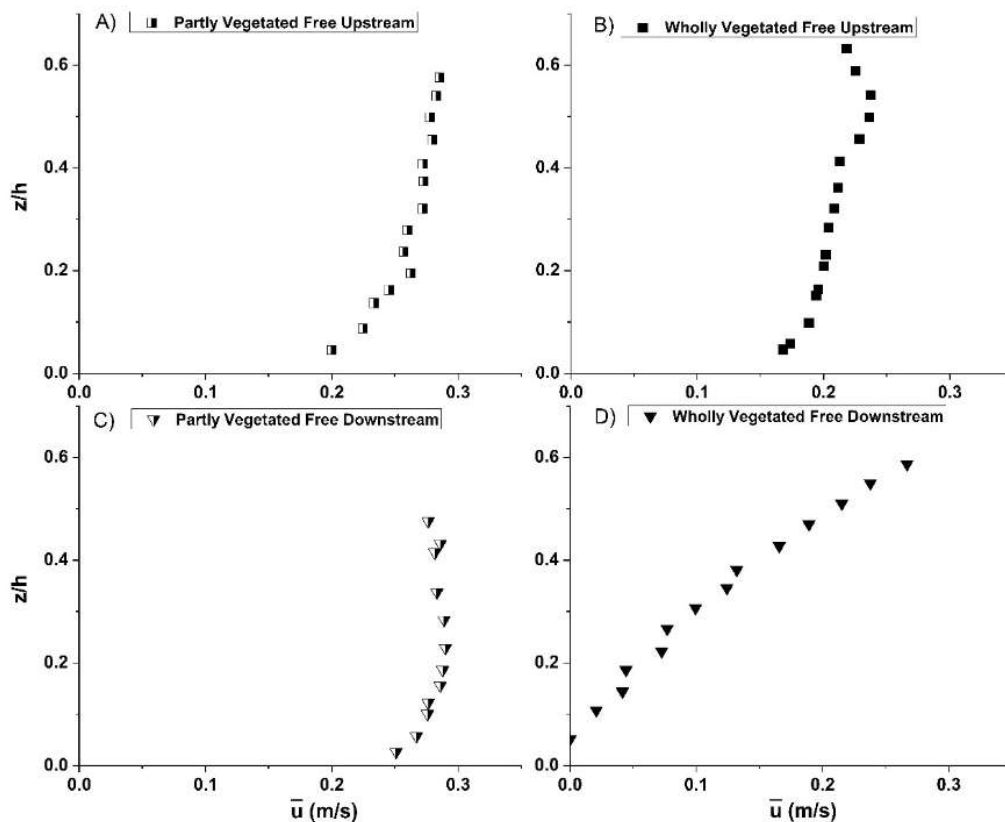 A)
Partly Vegetated Free Upstream
z/h
0.6
0.4
0.2
0.0
0.0 0.1 0.2 0.3
B)
Wholly Vegetated Free Upstream
0.6
0.4
0.2
0.0
0.0 0.1 0.2 0.3
C)
Partly Vegetated Free Downstream
z/h
0.6
0.4
0.2
0.0
0.0 0.1 0.2 0.3
u̅ (m/s)
D)
Wholly Vegetated Free Downstream
0.6
0.4
0.2
0.0
0.0 0.1 0.2 0.3
u̅ (m/s)